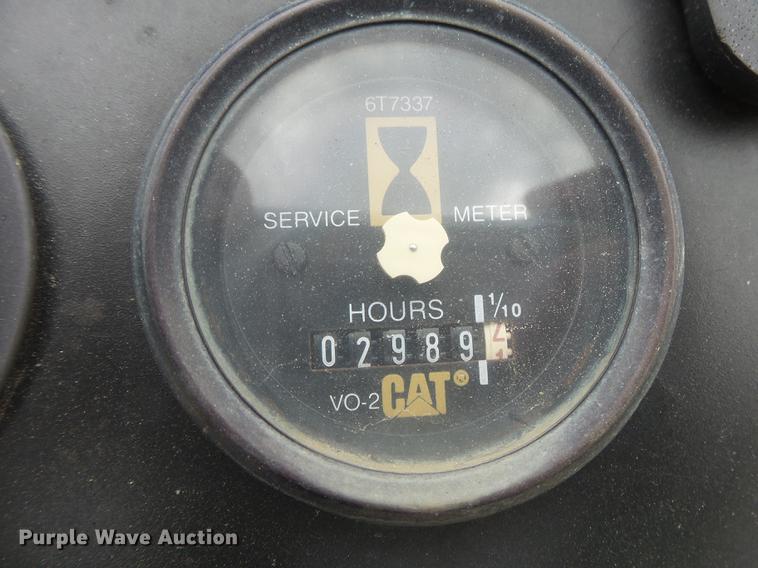 6T7337
SERVICE METER
HOURS 1/10
02989
VO-2 CAT
Purple Wave Auction